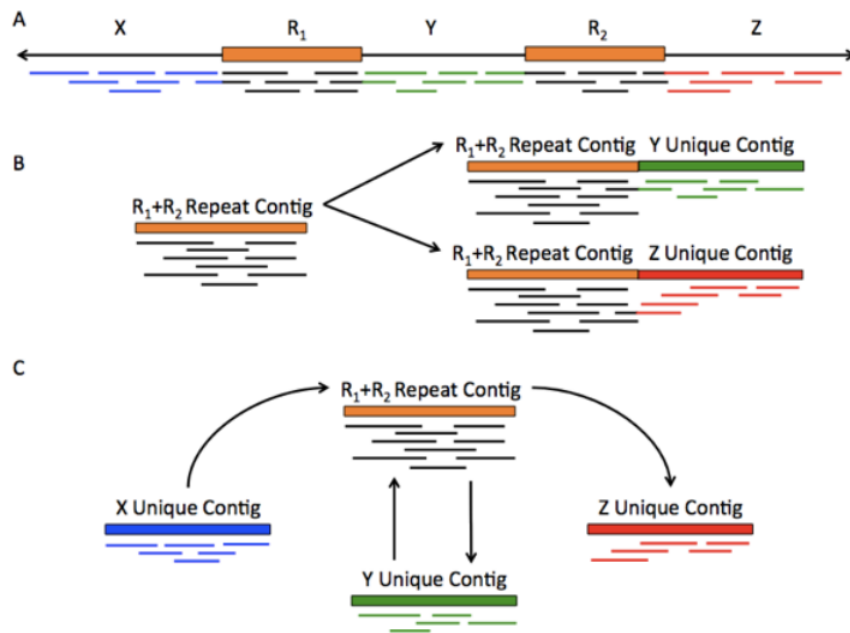 A
X R₁ Y R₂ Z
B
R₁+R₂ Repeat Contig Y Unique Contig
R₁+R₂ Repeat Contig
R₁+R₂ Repeat Contig Z Unique Contig
C
R₁+R₂ Repeat Contig
X Unique Contig Z Unique Contig
Y Unique Contig